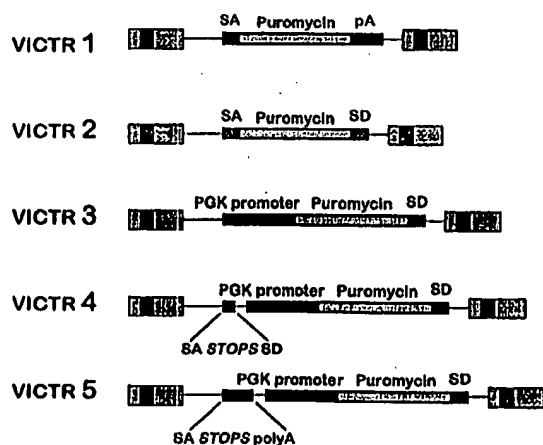 SA Puromycin pA
VICTR 1
SA Puromycin SD
VICTR 2
PGK promoter Puromycin SD
VICTR 3
PGK promoter Puromycin SD
VICTR 4
SA STOPS SD
PGK promoter Puromycin SD
VICTR 5
SA STOPS polyA